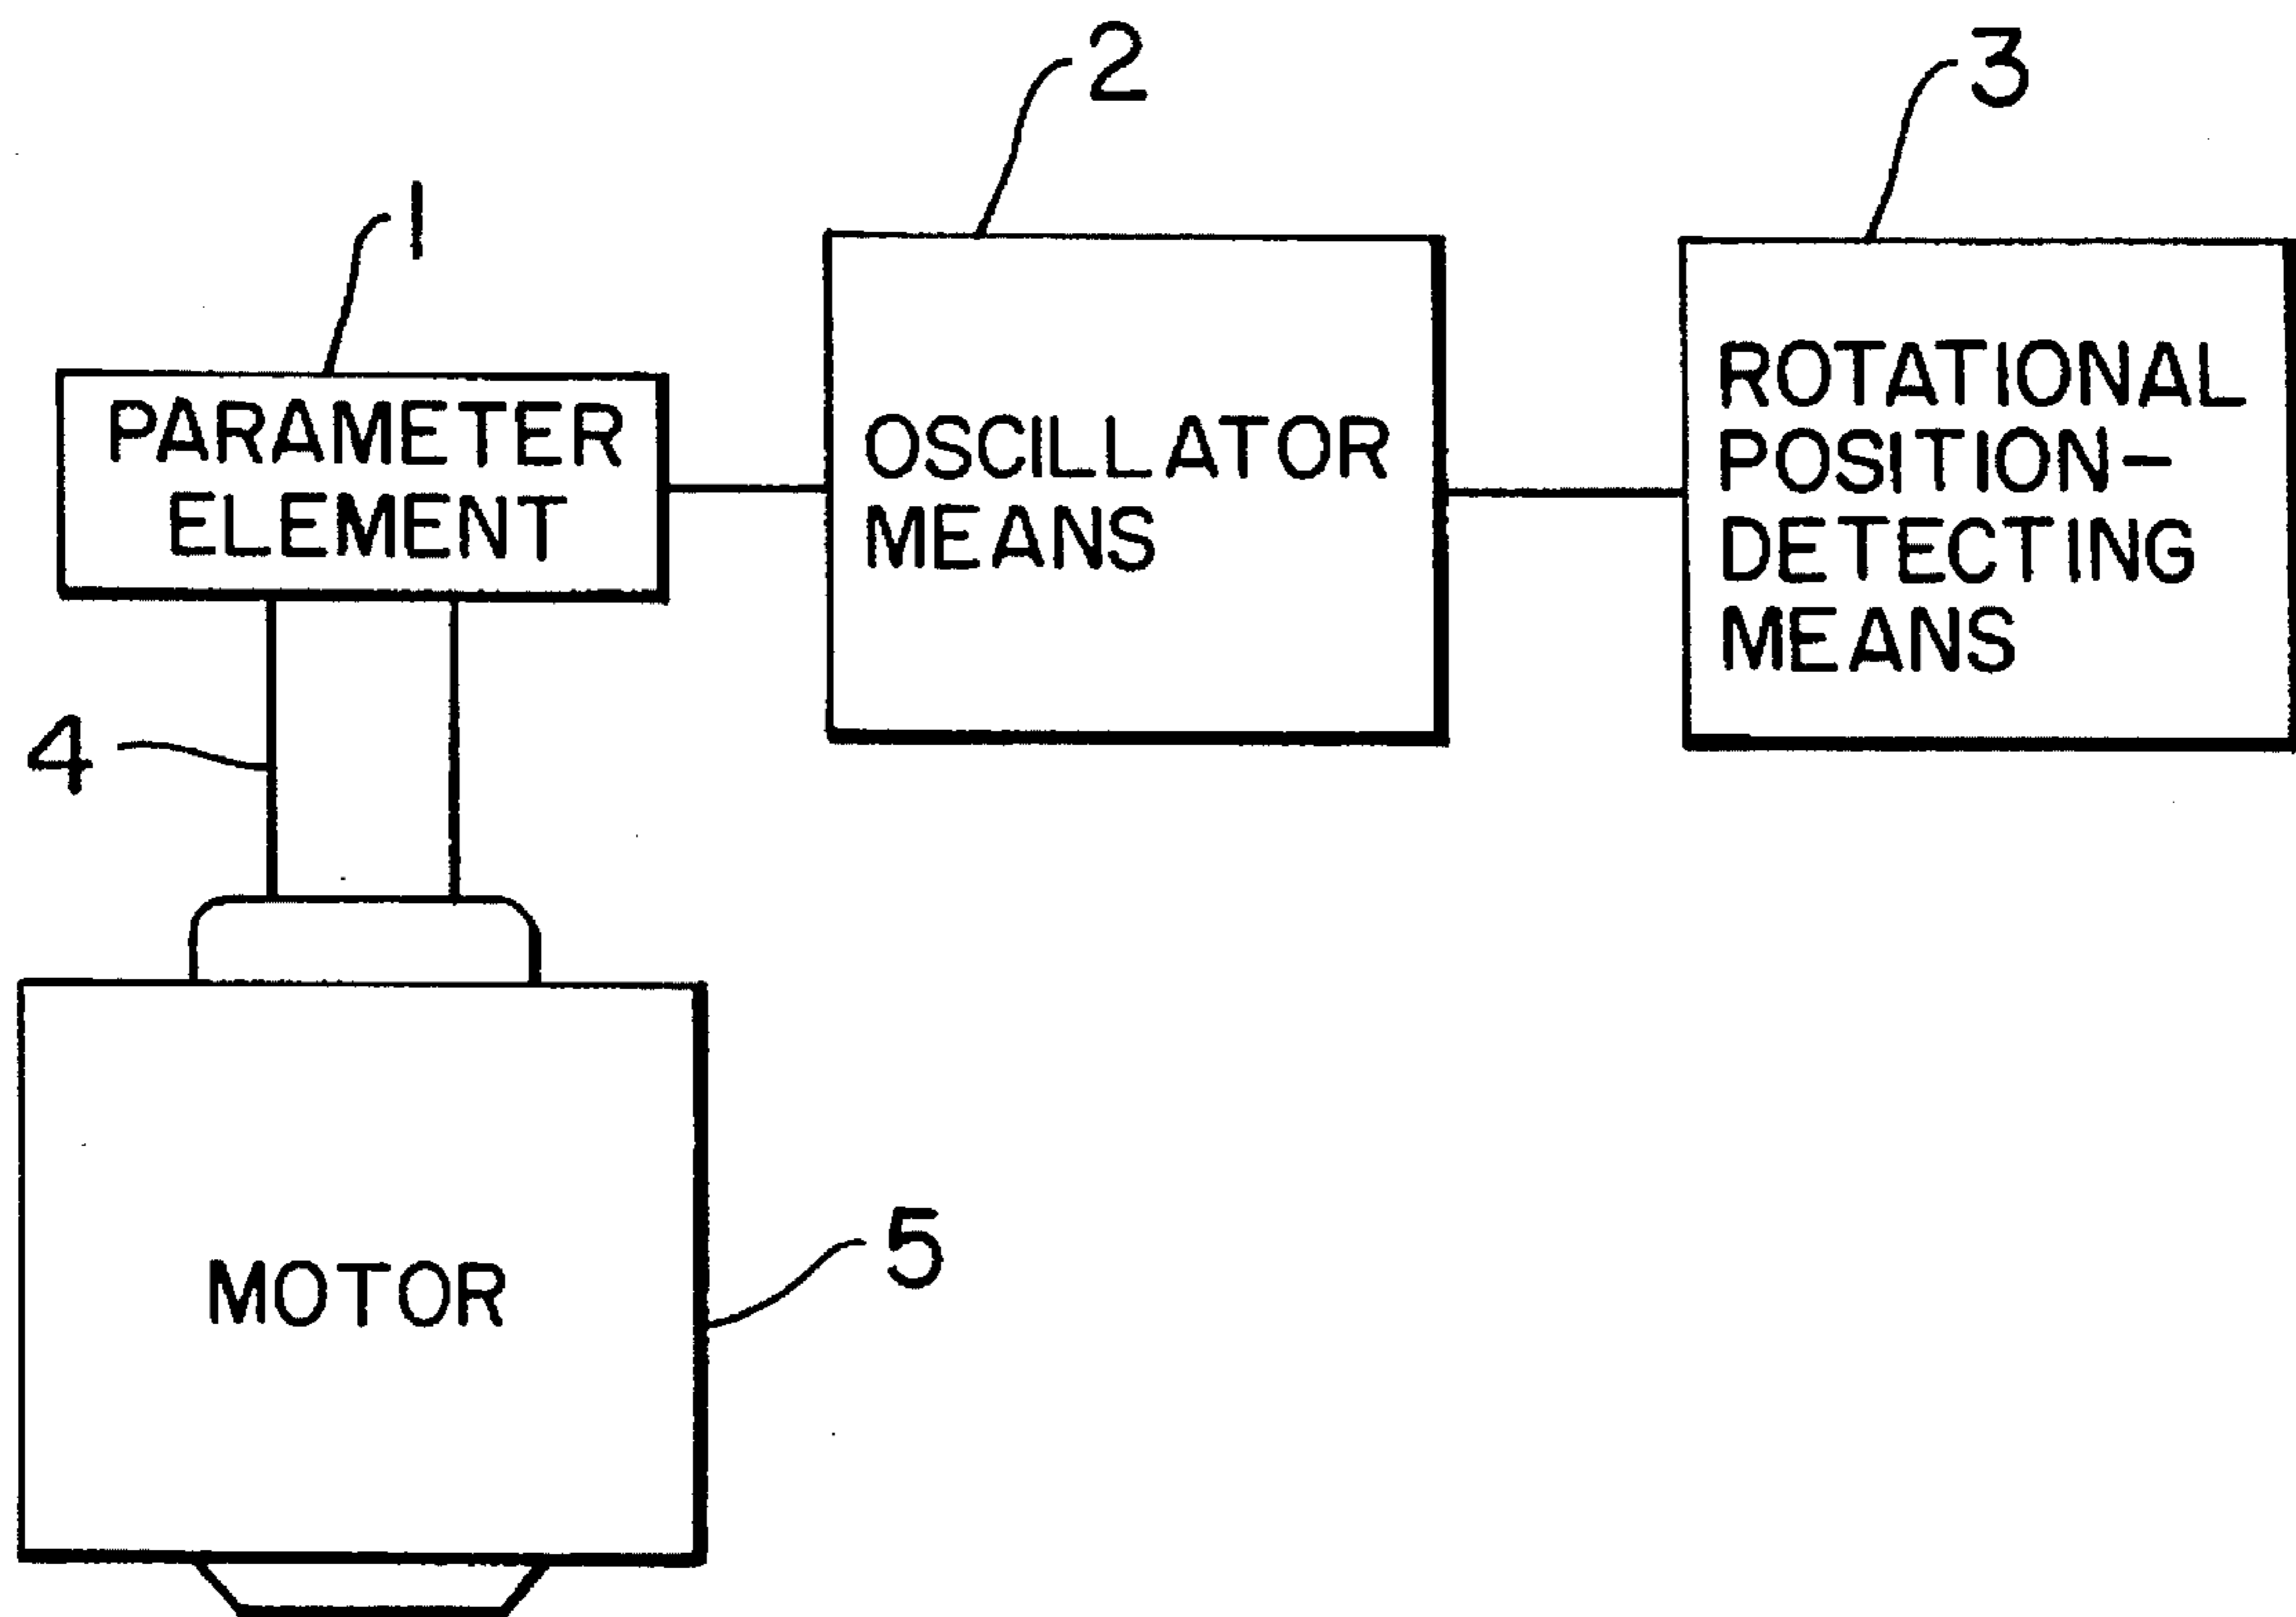 2
3
1
PARAMETER
ELEMENT
OSCILLATOR
MEANS
ROTATIONAL
POSITION-
DETECTING
MEANS
4
MOTOR
5